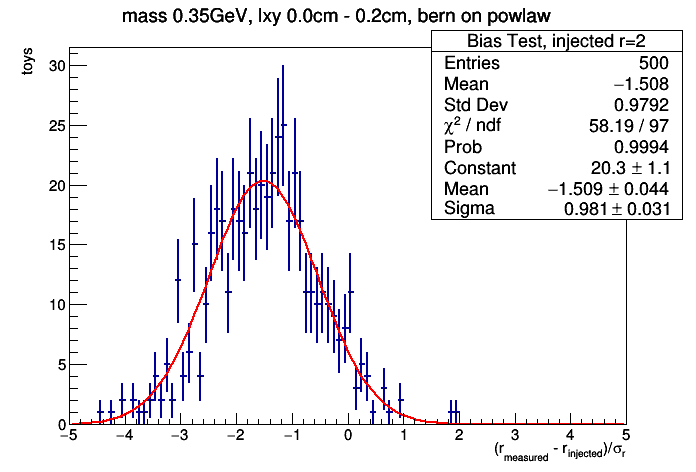 mass 0.35GeV, lxy 0.0cm - 0.2cm, bern on powlaw
Bias Test, injected r=2
Entries 500
Mean −1.508
Std Dev 0.9792
χ² / ndf 58.19 / 97
Prob 0.9994
Constant 20.3 ± 1.1
Mean −1.509 ± 0.044
Sigma 0.981 ± 0.031
toys
30
25
20
15
10
5
0
−5 −4 −3 −2 −1 0 1 2 3 4 5
(r_measured - r_injected)/σ_r